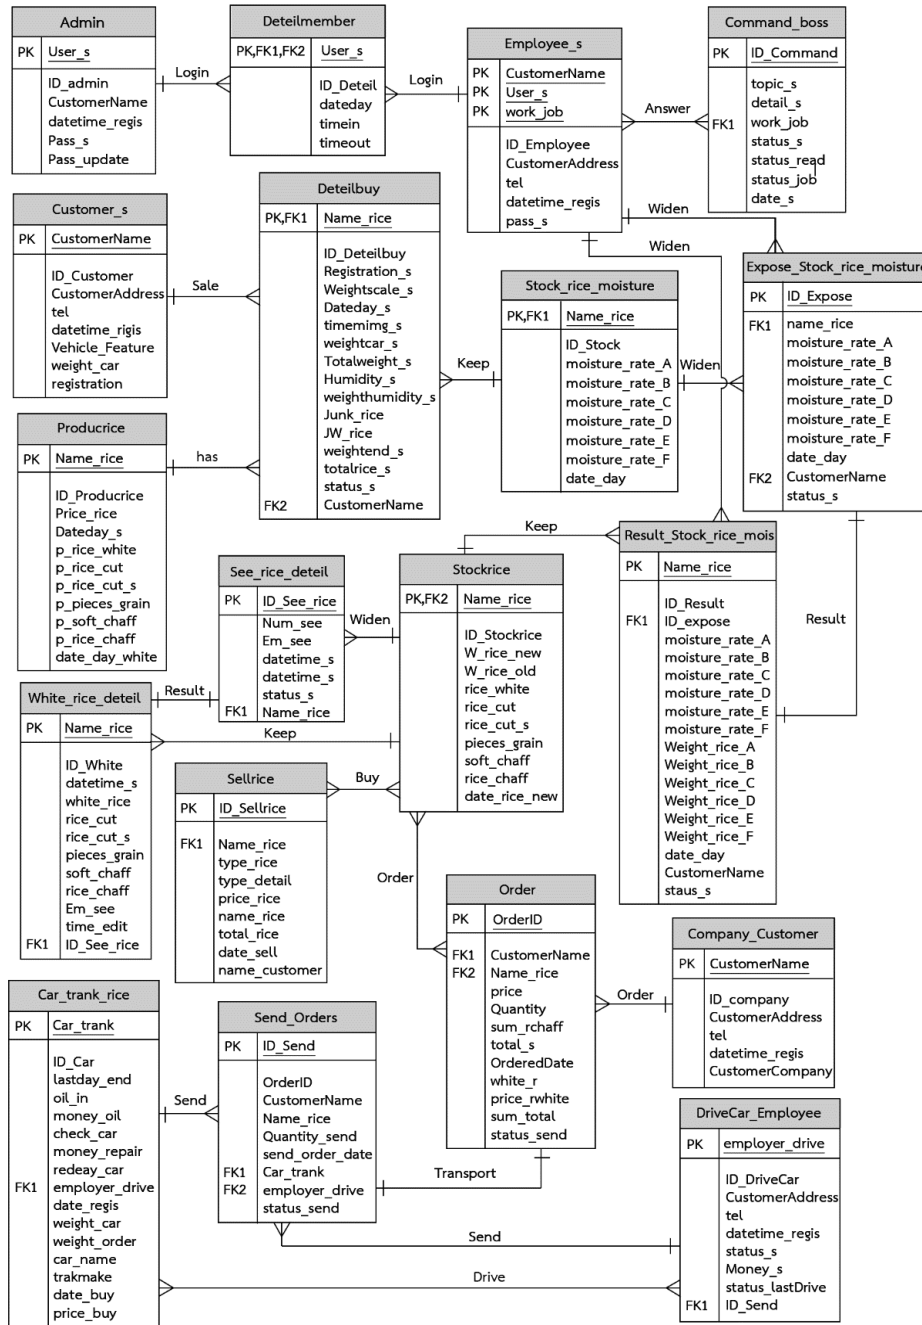 Admin
PK User_s
ID_admin
CustomerName
datetime_regis
Pass_s
Pass_update
Login
Deteilmember
PK,FK1,FK2 User_s
ID_Deteil
dateday
timein
timeout
Login
Employee_s
PK CustomerName
PK User_s
PK work_job
ID_Employee
CustomerAddress
tel
datetime_regis
pass_s
Answer
Command_boss
PK ID_Command
topic_s
detail_s
FK1 work_job
status_s
status_read
status_job
date_s
Widen
Widen
Customer_s
PK CustomerName
ID_Customer
CustomerAddress
tel
datetime_rigis
Vehicle_Feature
weight_car
registration
Sale
Deteilbuy
PK,FK1 Name_rice
ID_Deteilbuy
Registration_s
Weightscale_s
Dateday_s
timemimg_s
weightcar_s
Totalweight_s
Humidity_s
weighthumidity_s
Junk_rice
JW_rice
weightend_s
totalrice_s
status_s
FK2 CustomerName
Keep
Stock_rice_moisture
PK,FK1 Name_rice
ID_Stock
moisture_rate_A
moisture_rate_B
moisture_rate_C
moisture_rate_D
moisture_rate_E
moisture_rate_F
date_day
Widen
Expose_Stock_rice_moisture
PK ID_Expose
FK1 name_rice
moisture_rate_A
moisture_rate_B
moisture_rate_C
moisture_rate_D
moisture_rate_E
moisture_rate_F
date_day
FK2 CustomerName
status_s
Producrice
PK Name_rice
ID_Producrice
Price_rice
Dateday_s
p_rice_white
p_rice_cut
p_rice_cut_s
p_pieces_grain
p_soft_chaff
p_rice_chaff
date_day_white
has
See_rice_deteil
PK ID_See_rice
Num_see
Em_see
datetime_s
datetime_s
status_s
FK1 Name_rice
Widen
Keep
Stockrice
PK,FK2 Name_rice
ID_Stockrice
W_rice_new
W_rice_old
rice_white
rice_cut
rice_cut_s
pieces_grain
soft_chaff
rice_chaff
date_rice_new
Result_Stock_rice_mois
PK Name_rice
ID_Result
FK1 ID_expose
moisture_rate_A
moisture_rate_B
moisture_rate_C
moisture_rate_D
moisture_rate_E
moisture_rate_F
Weight_rice_A
Weight_rice_B
Weight_rice_C
Weight_rice_D
Weight_rice_E
Weight_rice_F
date_day
CustomerName
staus_s
Result
White_rice_deteil
PK Name_rice
ID_White
datetime_s
white_rice
rice_cut
rice_cut_s
pieces_grain
soft_chaff
rice_chaff
Em_see
time_edit
FK1 ID_See_rice
Result
Keep
Sellrice
PK ID_Sellrice
FK1 Name_rice
type_rice
type_detail
price_rice
name_rice
total_rice
date_sell
name_customer
Buy
Order
Order
PK OrderID
FK1 CustomerName
FK2 Name_rice
price
Quantity
sum_rchaff
total_s
OrderedDate
white_r
price_rwhite
sum_total
status_send
Order
Company_Customer
PK CustomerName
ID_company
CustomerAddress
tel
datetime_regis
CustomerCompany
Car_trank_rice
PK Car_trank
ID_Car
lastday_end
oil_in
money_oil
check_car
money_repair
redeay_car
FK1 employer_drive
date_regis
weight_car
weight_order
car_name
trakmake
date_buy
price_buy
Send
Send_Orders
PK ID_Send
OrderID
CustomerName
Name_rice
Quantity_send
send_order_date
FK1 Car_trank
FK2 employer_drive
status_send
Transport
Send
Drive
DriveCar_Employee
PK employer_drive
ID_DriveCar
CustomerAddress
tel
datetime_regis
status_s
Money_s
status_lastDrive
FK1 ID_Send